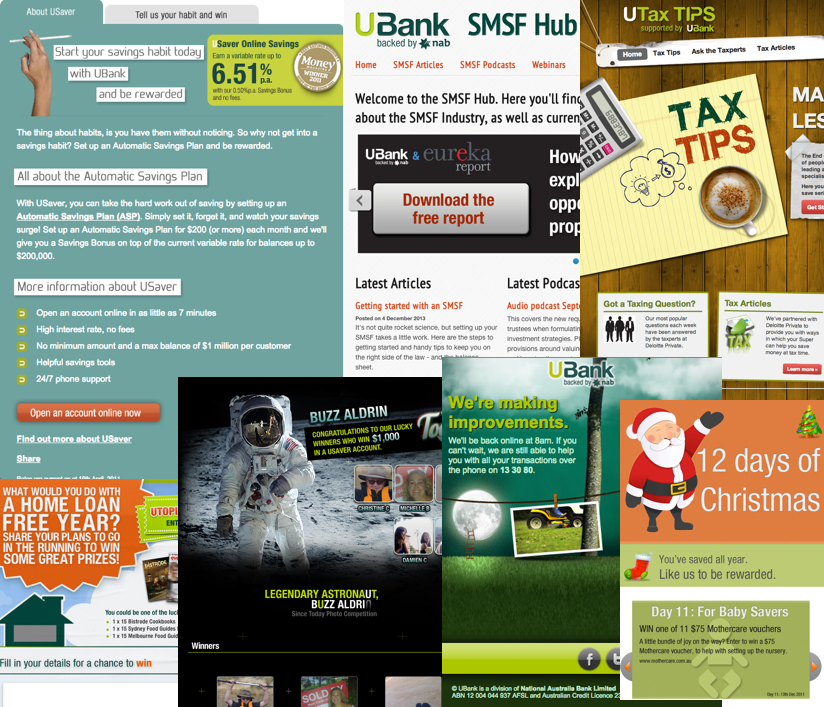 About USaver
Tell us your habit and win
Start your savings habit today
with UBank
and be rewarded
USaver Online Savings
Earn a variable rate up to
6.51% p.a.
with our 0.50%p.a. Savings Bonus
and no fees.
Money
WINNER
2011
The thing about habits, is you have them without noticing. So why not get into a
savings habit? Set up an Automatic Savings Plan and be rewarded.
All about the Automatic Savings Plan
With USaver, you can take the hard work out of saving by setting up an
Automatic Savings Plan (ASP). Simply set it, forget it, and watch your savings
surge! Set up an Automatic Savings Plan for $200 (or more) each month and we'll
give you a Savings Bonus on top of the current variable rate for balances up to
$200,000.
More information about USaver
Open an account online in as little as 7 minutes
High interest rate, no fees
No minimum amount and a max balance of $1 million per customer
Helpful savings tools
24/7 phone support
Open an account online now
Find out more about USaver
Share
UBank
backed by nab
SMSF Hub
Home
SMSF Articles
SMSF Podcasts
Webinars
Welcome to the SMSF Hub. Here you'll find
about the SMSF Industry, as well as curren
UBank & eureka
backed by nab
report
Download the
free report
How
expl
oppo
prop
Latest Articles
Getting started with an SMSF
Posted on 4 December 2013
It's not quite rocket science, but setting up your
SMSF takes a little work. Here are the steps to
getting started and handy tips to keep you on
the right side of the law - and the balance
sheet.
Latest Podcas
Audio podcast Septe
This covers the new requ
trustees when formulatin
investment strategies. Pl
provisions around valuin
UTax TIPS
supported by UBank
Home
Tax Tips
Ask the Taxperts
Tax Articles
TAX
TIPS
MA
LES
The End
of people
leading a
specialis
Here you
save seri
Get St
Got a Taxing Question?
Our most popular
questions each week
have been answered
by the taxperts at
Deloitte Private.
Tax Articles
We've partnered with
Deloitte Private to
provide you with ways
in which your Super
can help you save
money at tax time.
Learn more
WHAT WOULD YOU DO WITH
A HOME LOAN
FREE YEAR?
SHARE YOUR PLANS TO GO
IN THE RUNNING TO WIN
SOME GREAT PRIZES!
UTOPI
ENT
BISTRODE
You could be one of the luck
1 x 15 Bistrode Cookbooks
1 x 15 Sydney Food Guides
1 x 15 Melbourne Food Guid
Fill in your details for a chance to win
BUZZ ALDRIN
CONGRATULATIONS TO OUR LUCKY
WINNERS WHO WIN $1,000
IN A USAVER ACCOUNT.
To
CHRISTINE C
MICHELLE B
DAMIEN C
LEGENDARY ASTRONAUT,
BUZZ ALDRIN
Since Today Photo Competition
Winners
SOLD BY
UBank
backed by nab
We're making
improvements.
We'll be back online at 8am. If you
can't wait, we are still able to help
you with all your transactions over
the phone on 13 30 80.
© UBank is a division of National Australia Bank Limited
ABN 12 004 044 937 AFSL and Australian Credit Licence 23
12 days of
Christmas
You've saved all year.
Like us to be rewarded.
Day 11: For Baby Savers
WIN one of 11 $75 Mothercare vouchers
A little bundle of joy on the way? Enter to win a $75
Mothercare voucher, to help with setting up the nursery.
www.mothercare.com.au
Day 11: 13th Dec 2011